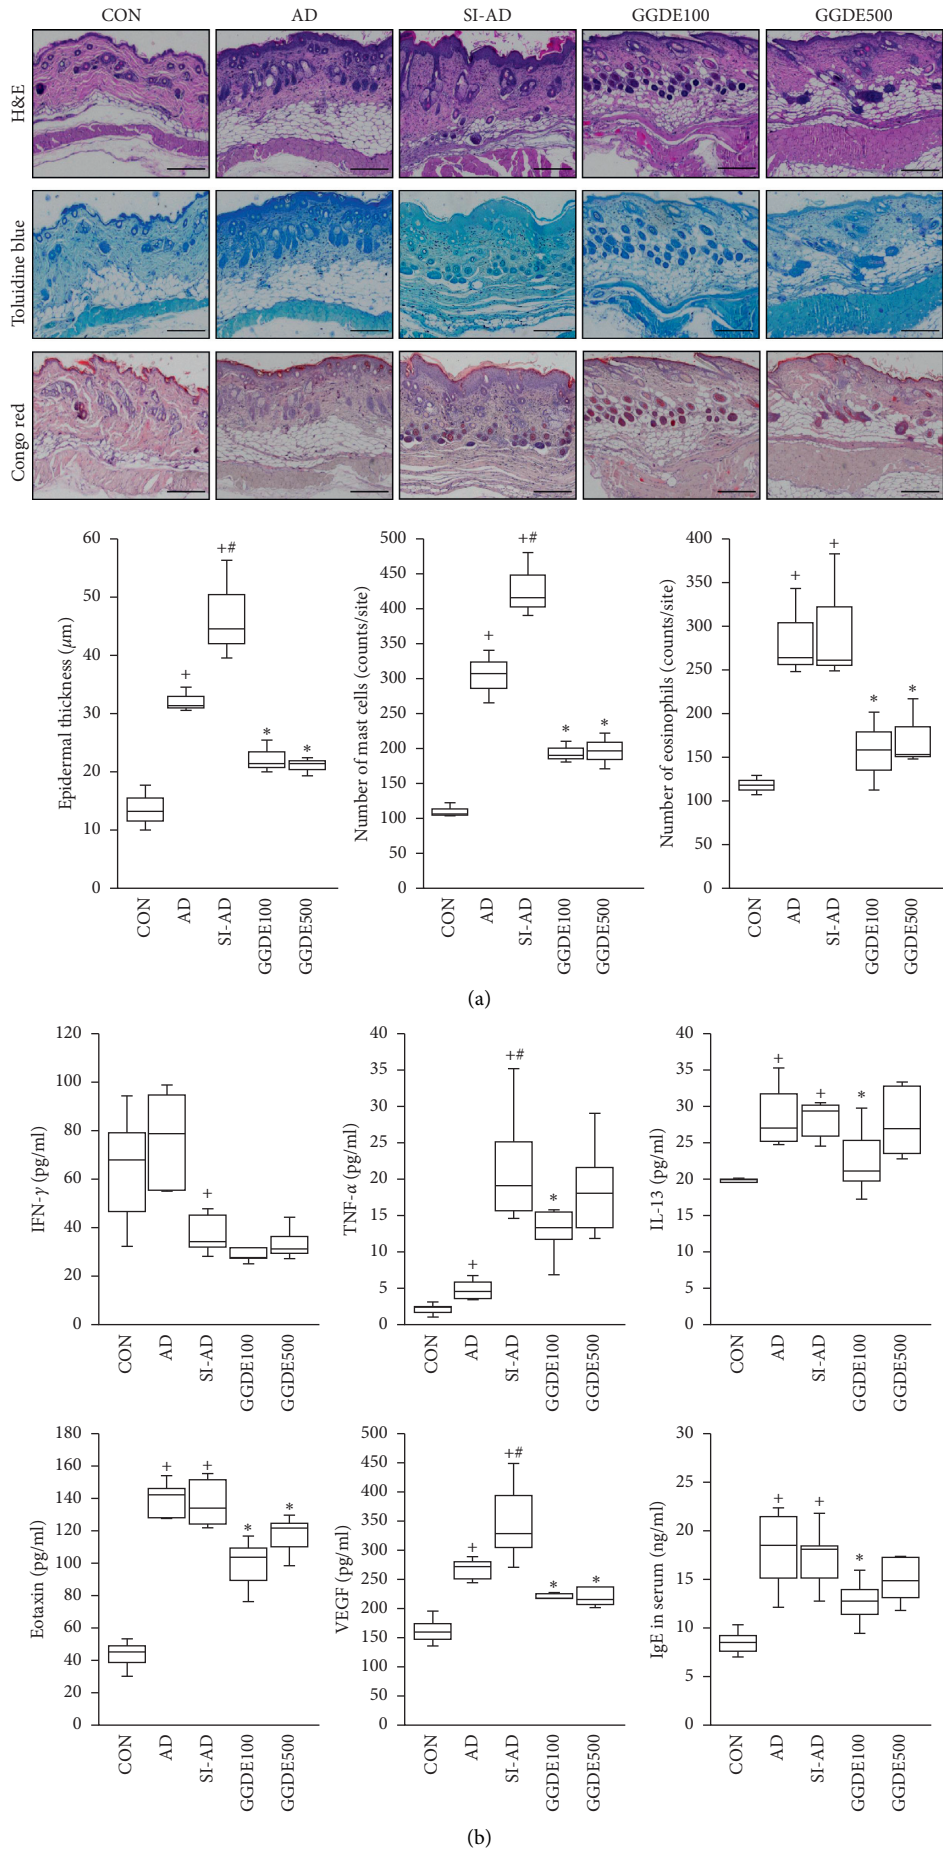 CON AD SI-AD GGDE100 GGDE500
H&E
Toluidine blue
Congo red
Epidermal thickness (μm)
60
50
40
30
20
10
0
+
+#
*
*
CON
AD
SI-AD
GGDE100
GGDE500
Number of mast cells (counts/site)
500
450
400
350
300
250
200
150
100
50
0
+
+#
*
*
CON
AD
SI-AD
GGDE100
GGDE500
Number of eosinophils (counts/site)
400
350
300
250
200
150
100
50
0
+
+
*
*
CON
AD
SI-AD
GGDE100
GGDE500
(a)
IFN-γ (pg/ml)
120
100
80
60
40
20
0
+
CON
AD
SI-AD
GGDE100
GGDE500
TNF-α (pg/ml)
40
35
30
25
20
15
10
5
0
+
+#
*
CON
AD
SI-AD
GGDE100
GGDE500
IL-13 (pg/ml)
40
35
30
25
20
15
10
5
0
+
+
*
CON
AD
SI-AD
GGDE100
GGDE500
Eotaxin (pg/ml)
180
160
140
120
100
80
60
40
20
0
+
+
*
*
CON
AD
SI-AD
GGDE100
GGDE500
VEGF (pg/ml)
500
450
400
350
300
250
200
150
100
50
0
+
+#
*
*
CON
AD
SI-AD
GGDE100
GGDE500
IgE in serum (ng/ml)
30
25
20
15
10
5
0
+
+
*
CON
AD
SI-AD
GGDE100
GGDE500
(b)